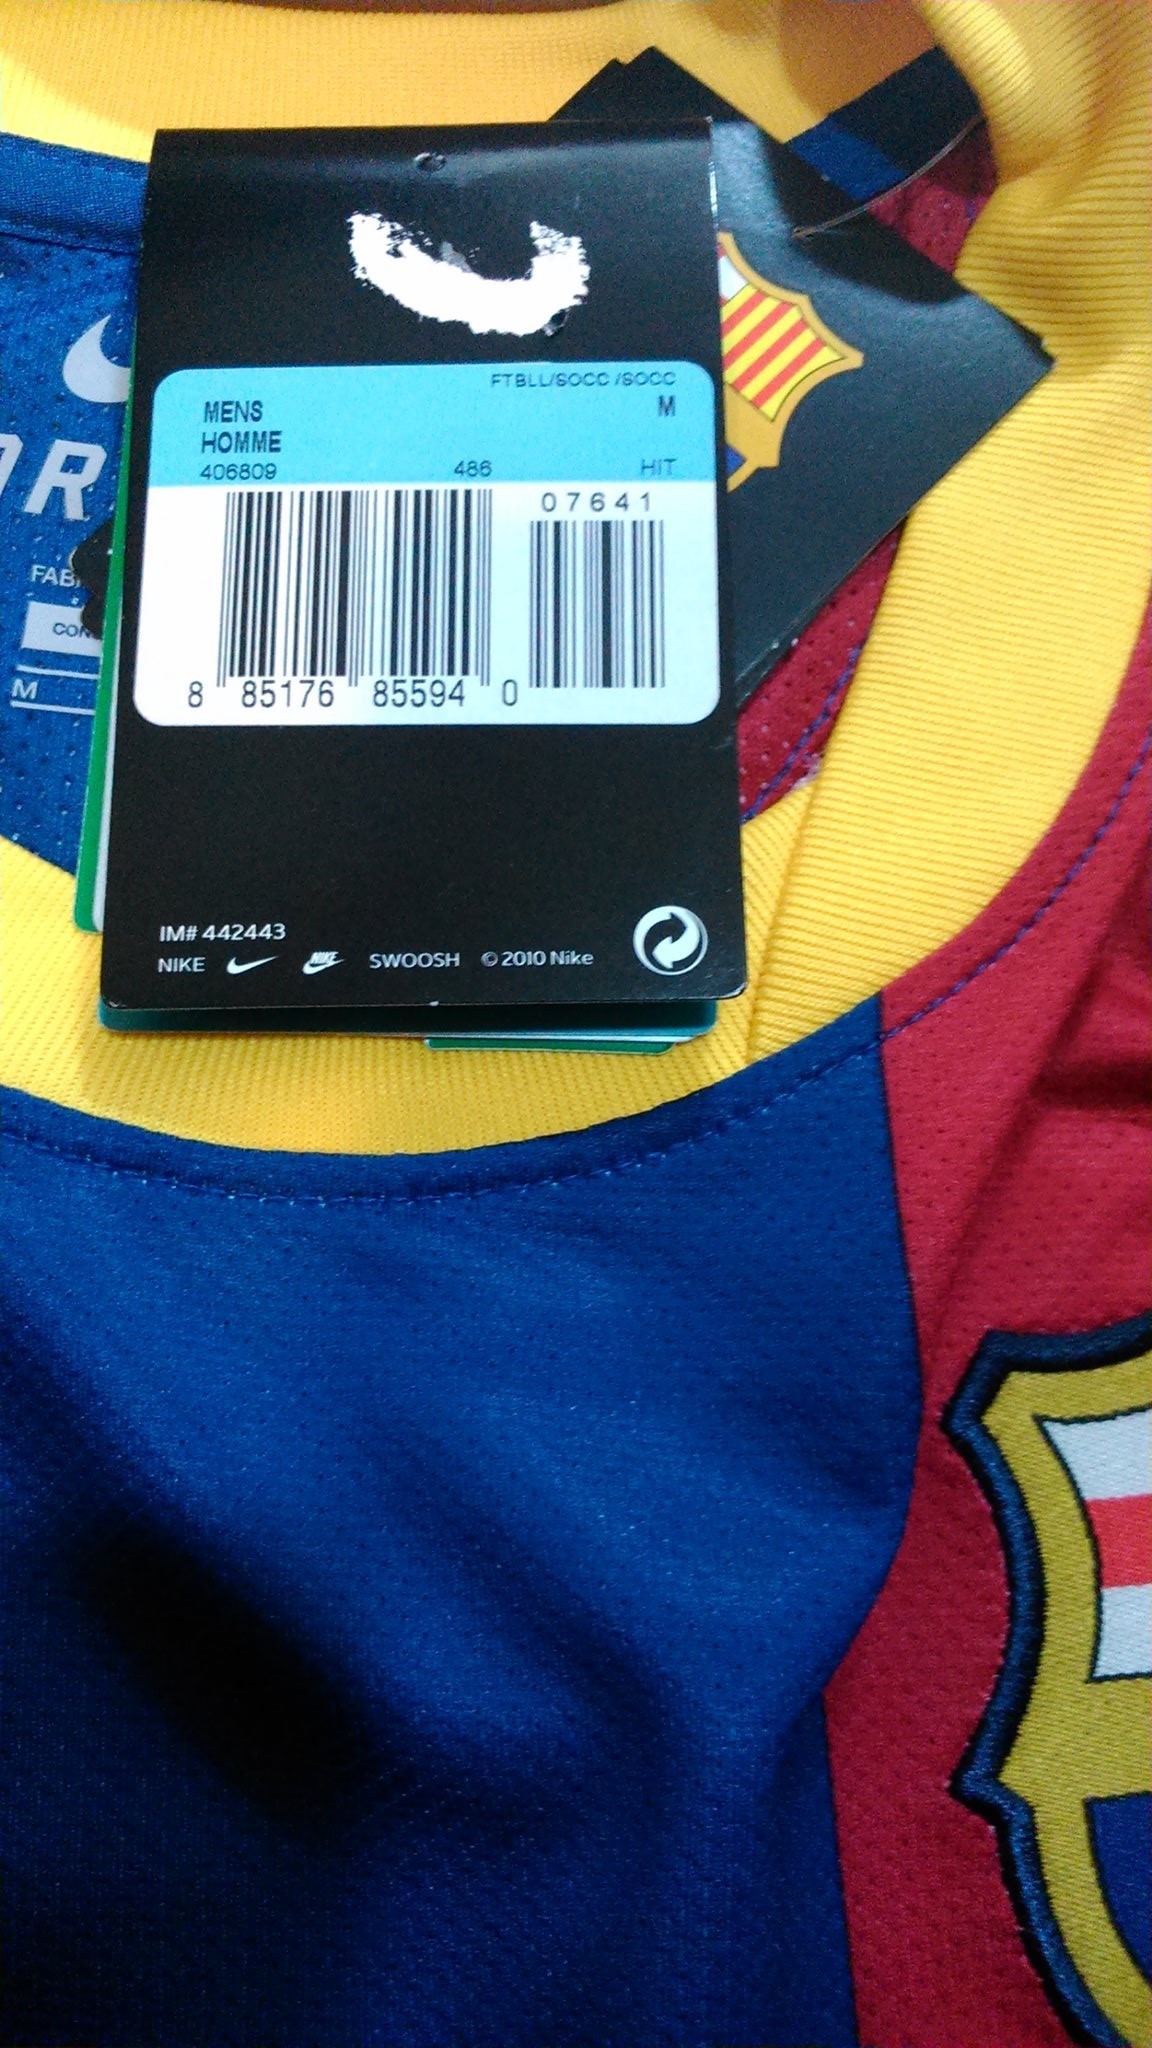 FTBLL/SOCC /SOCC
MENS M
HOMME
406809 486 HIT
07641
8 85176 85594 0
IM# 442443
NIKE NIKE SWOOSH © 2010 Nike
M